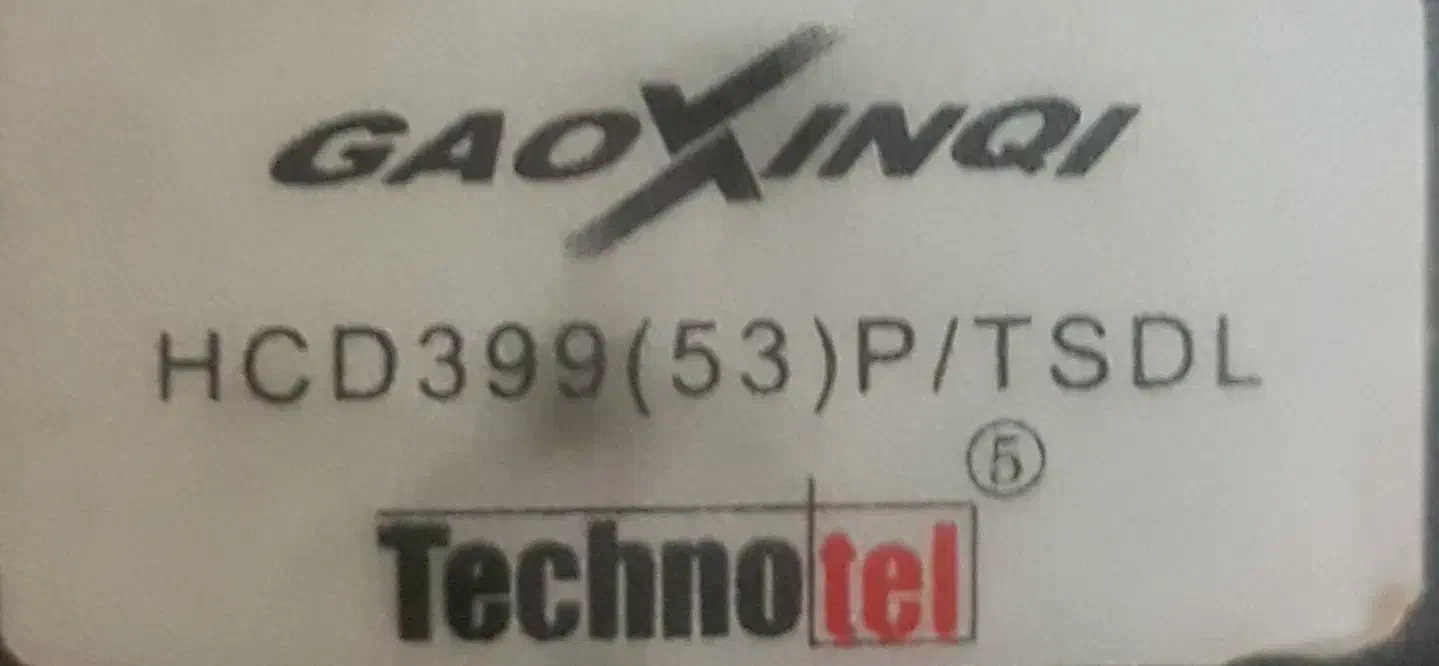 GAOXINQI
HCD399(53)P/TSDL
⑤
Technotel